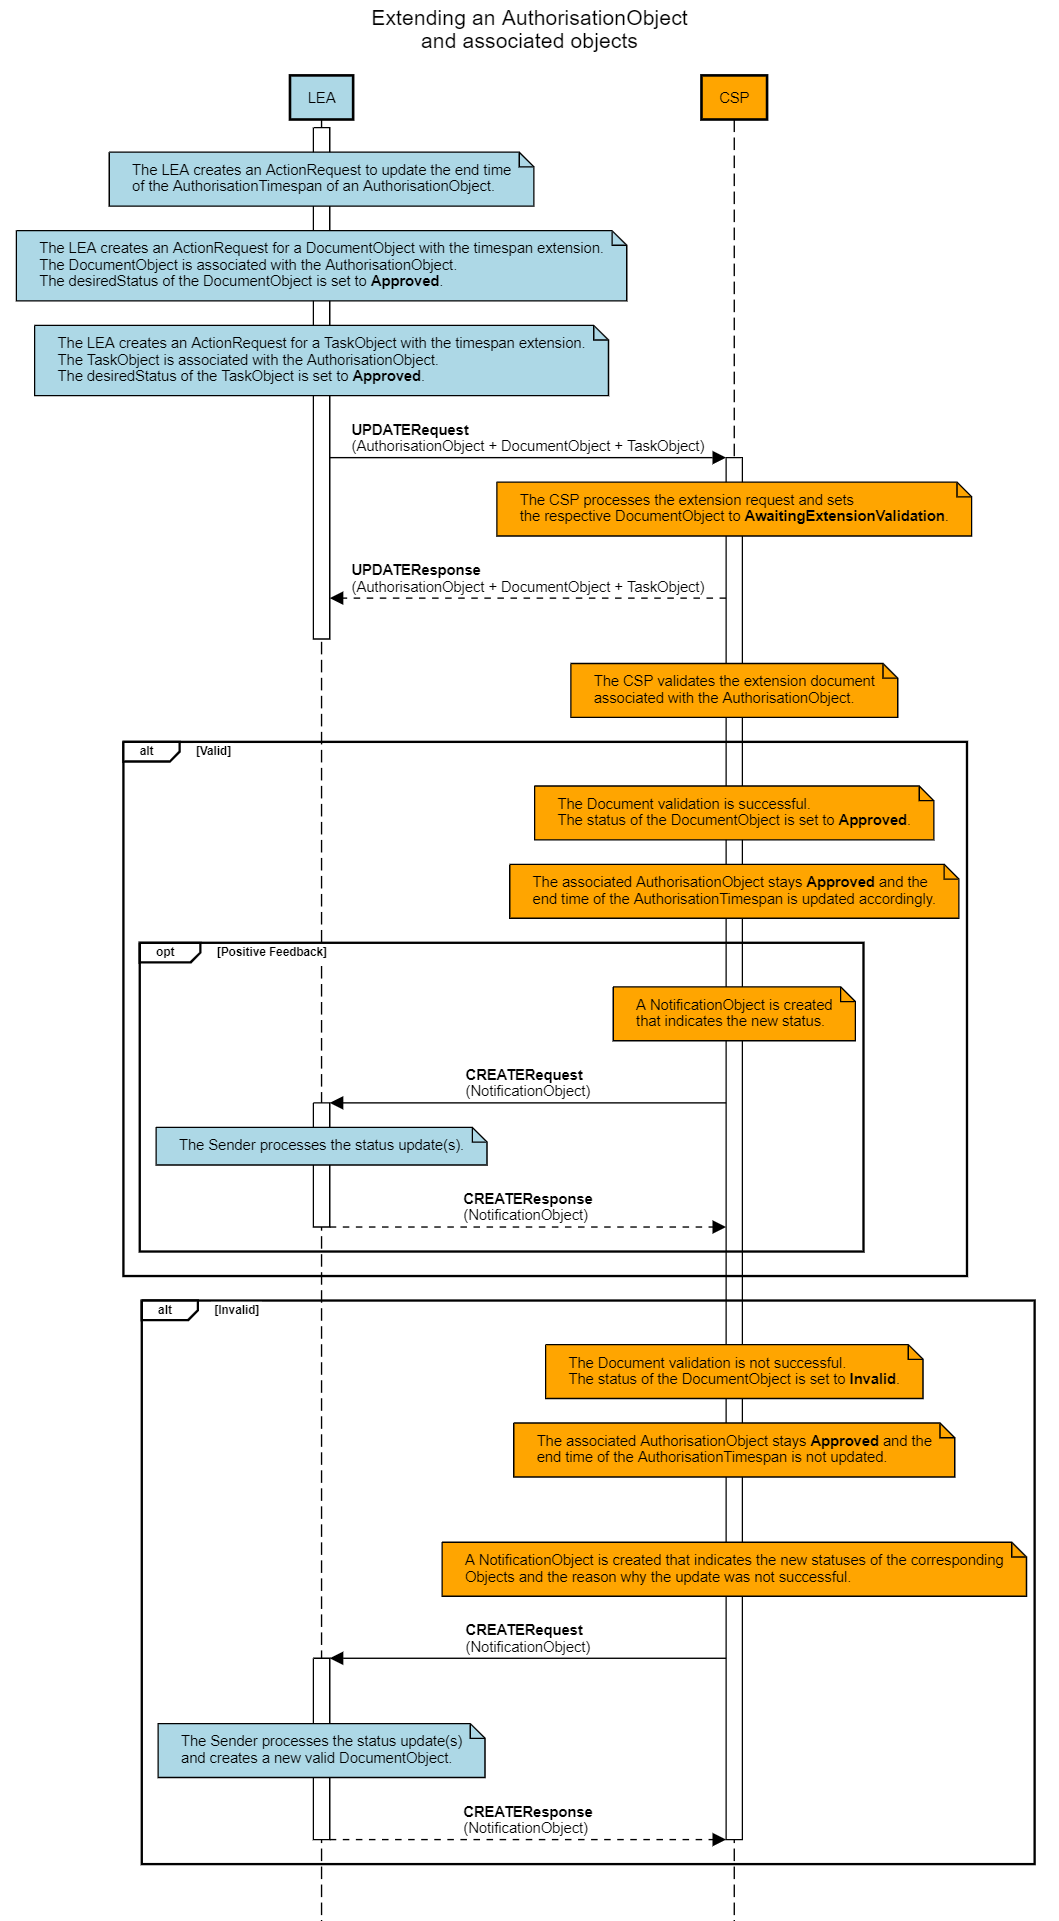 Extending an AuthorisationObject
and associated objects
LEA
CSP
The LEA creates an ActionRequest to update the end time
of the AuthorisationTimespan of an AuthorisationObject.
The LEA creates an ActionRequest for a DocumentObject with the timespan extension.
The DocumentObject is associated with the AuthorisationObject.
The desiredStatus of the DocumentObject is set to Approved.
The LEA creates an ActionRequest for a TaskObject with the timespan extension.
The TaskObject is associated with the AuthorisationObject.
The desiredStatus of the TaskObject is set to Approved.
UPDATERequest
(AuthorisationObject + DocumentObject + TaskObject)
The CSP processes the extension request and sets
the respective DocumentObject to AwaitingExtensionValidation.
UPDATEResponse
(AuthorisationObject + DocumentObject + TaskObject)
The CSP validates the extension document
associated with the AuthorisationObject.
alt [Valid]
The Document validation is successful.
The status of the DocumentObject is set to Approved.
The associated AuthorisationObject stays Approved and the
end time of the AuthorisationTimespan is updated accordingly.
opt [Positive Feedback]
A NotificationObject is created
that indicates the new status.
CREATERequest
(NotificationObject)
The Sender processes the status update(s).
CREATEResponse
(NotificationObject)
alt [Invalid]
The Document validation is not successful.
The status of the DocumentObject is set to Invalid.
The associated AuthorisationObject stays Approved and the
end time of the AuthorisationTimespan is not updated.
A NotificationObject is created that indicates the new statuses of the corresponding
Objects and the reason why the update was not successful.
CREATERequest
(NotificationObject)
The Sender processes the status update(s)
and creates a new valid DocumentObject.
CREATEResponse
(NotificationObject)